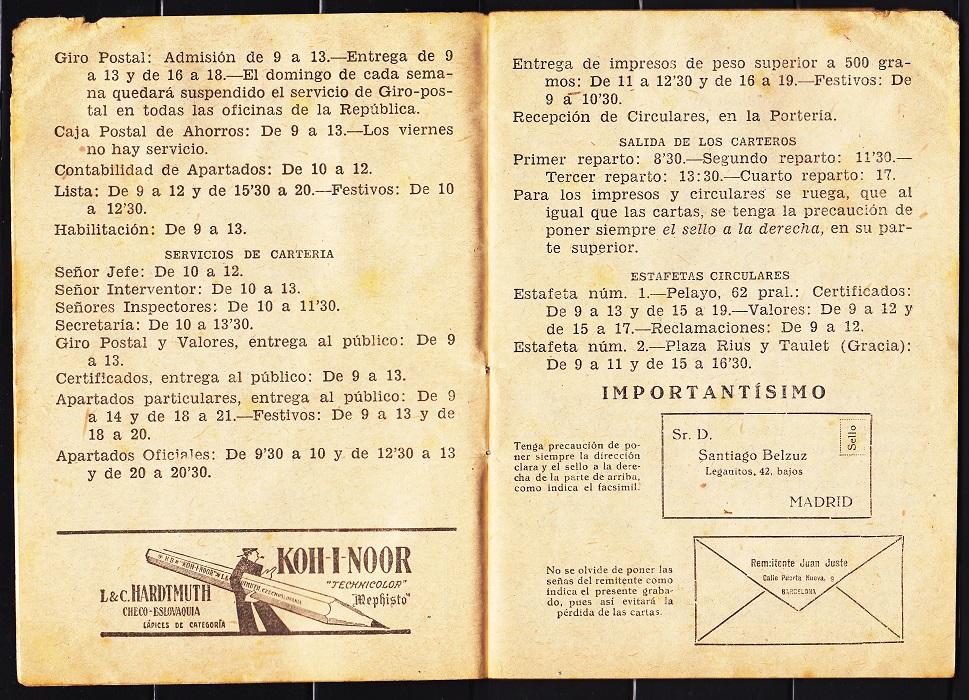 Giro Postal: Admisión de 9 a 13.—Entrega de 9
a 13 y de 16 a 18.—El domingo de cada sema-
na quedará suspendido el servicio de Giro-pos-
tal en todas las oficinas de la República.
Caja Postal de Ahorros: De 9 a 13.—Los viernes
no hay servicio.
Contabilidad de Apartados: De 10 a 12.
Lista: De 9 a 12 y de 15'30 a 20.—Festivos: De 10
a 12'30.
Habilitación: De 9 a 13.
SERVICIOS DE CARTERIA
Señor Jefe: De 10 a 12.
Señor Interventor: De 10 a 13.
Señores Inspectores: De 10 a 11'30.
Secretaría: De 10 a 13'30.
Giro Postal y Valores, entrega al público: De 9
a 13.
Certificados, entrega al público: De 9 a 13.
Apartados particulares, entrega al público: De 9
a 14 y de 18 a 21.—Festivos: De 9 a 13 y de
18 a 20.
Apartados Oficiales: De 9'30 a 10 y de 12'30 a 13
y de 20 a 20'30.
KOH-I-NOOR
"TECHNICOLOR"
"Mephisto"
L & C. HARDTMUTH
CHECO-ESLOVAQUIA
LÁPICES DE CATEGORÍA
Entrega de impresos de peso superior a 500 gra-
mos: De 11 a 12'30 y de 16 a 19.—Festivos: De
9 a 10'30.
Recepción de Circulares, en la Portería.
SALIDA DE LOS CARTEROS
Primer reparto: 8'30.—Segundo reparto: 11'30.—
Tercer reparto: 13:30.—Cuarto reparto: 17.
Para los impresos y circulares se ruega, que al
igual que las cartas, se tenga la precaución de
poner siempre el sello a la derecha, en su par-
te superior.
ESTAFETAS CIRCULARES
Estafeta núm. 1.—Pelayo, 62 pral.: Certificados:
De 9 a 13 y de 15 a 19.—Valores: De 9 a 12 y
de 15 a 17.—Reclamaciones: De 9 a 12.
Estafeta núm. 2.—Plaza Rius y Taulet (Gracia):
De 9 a 11 y de 15 a 16'30.
IMPORTANTÍSIMO
Tenga precaución de po-
ner siempre la dirección
clara y el sello a la dere-
cha de la parte de arriba,
como indica el facsimil.
Sr. D.
Santiago Belzuz
Leganitos, 42, bajos
MADRID
Sello
No se olvide de poner las
señas del remitente como
indica el presente graba-
do, pues así evitará la
pérdida de las cartas.
Remitente Juan Juste
Calle Puerta Nueva, 9
BARCELONA